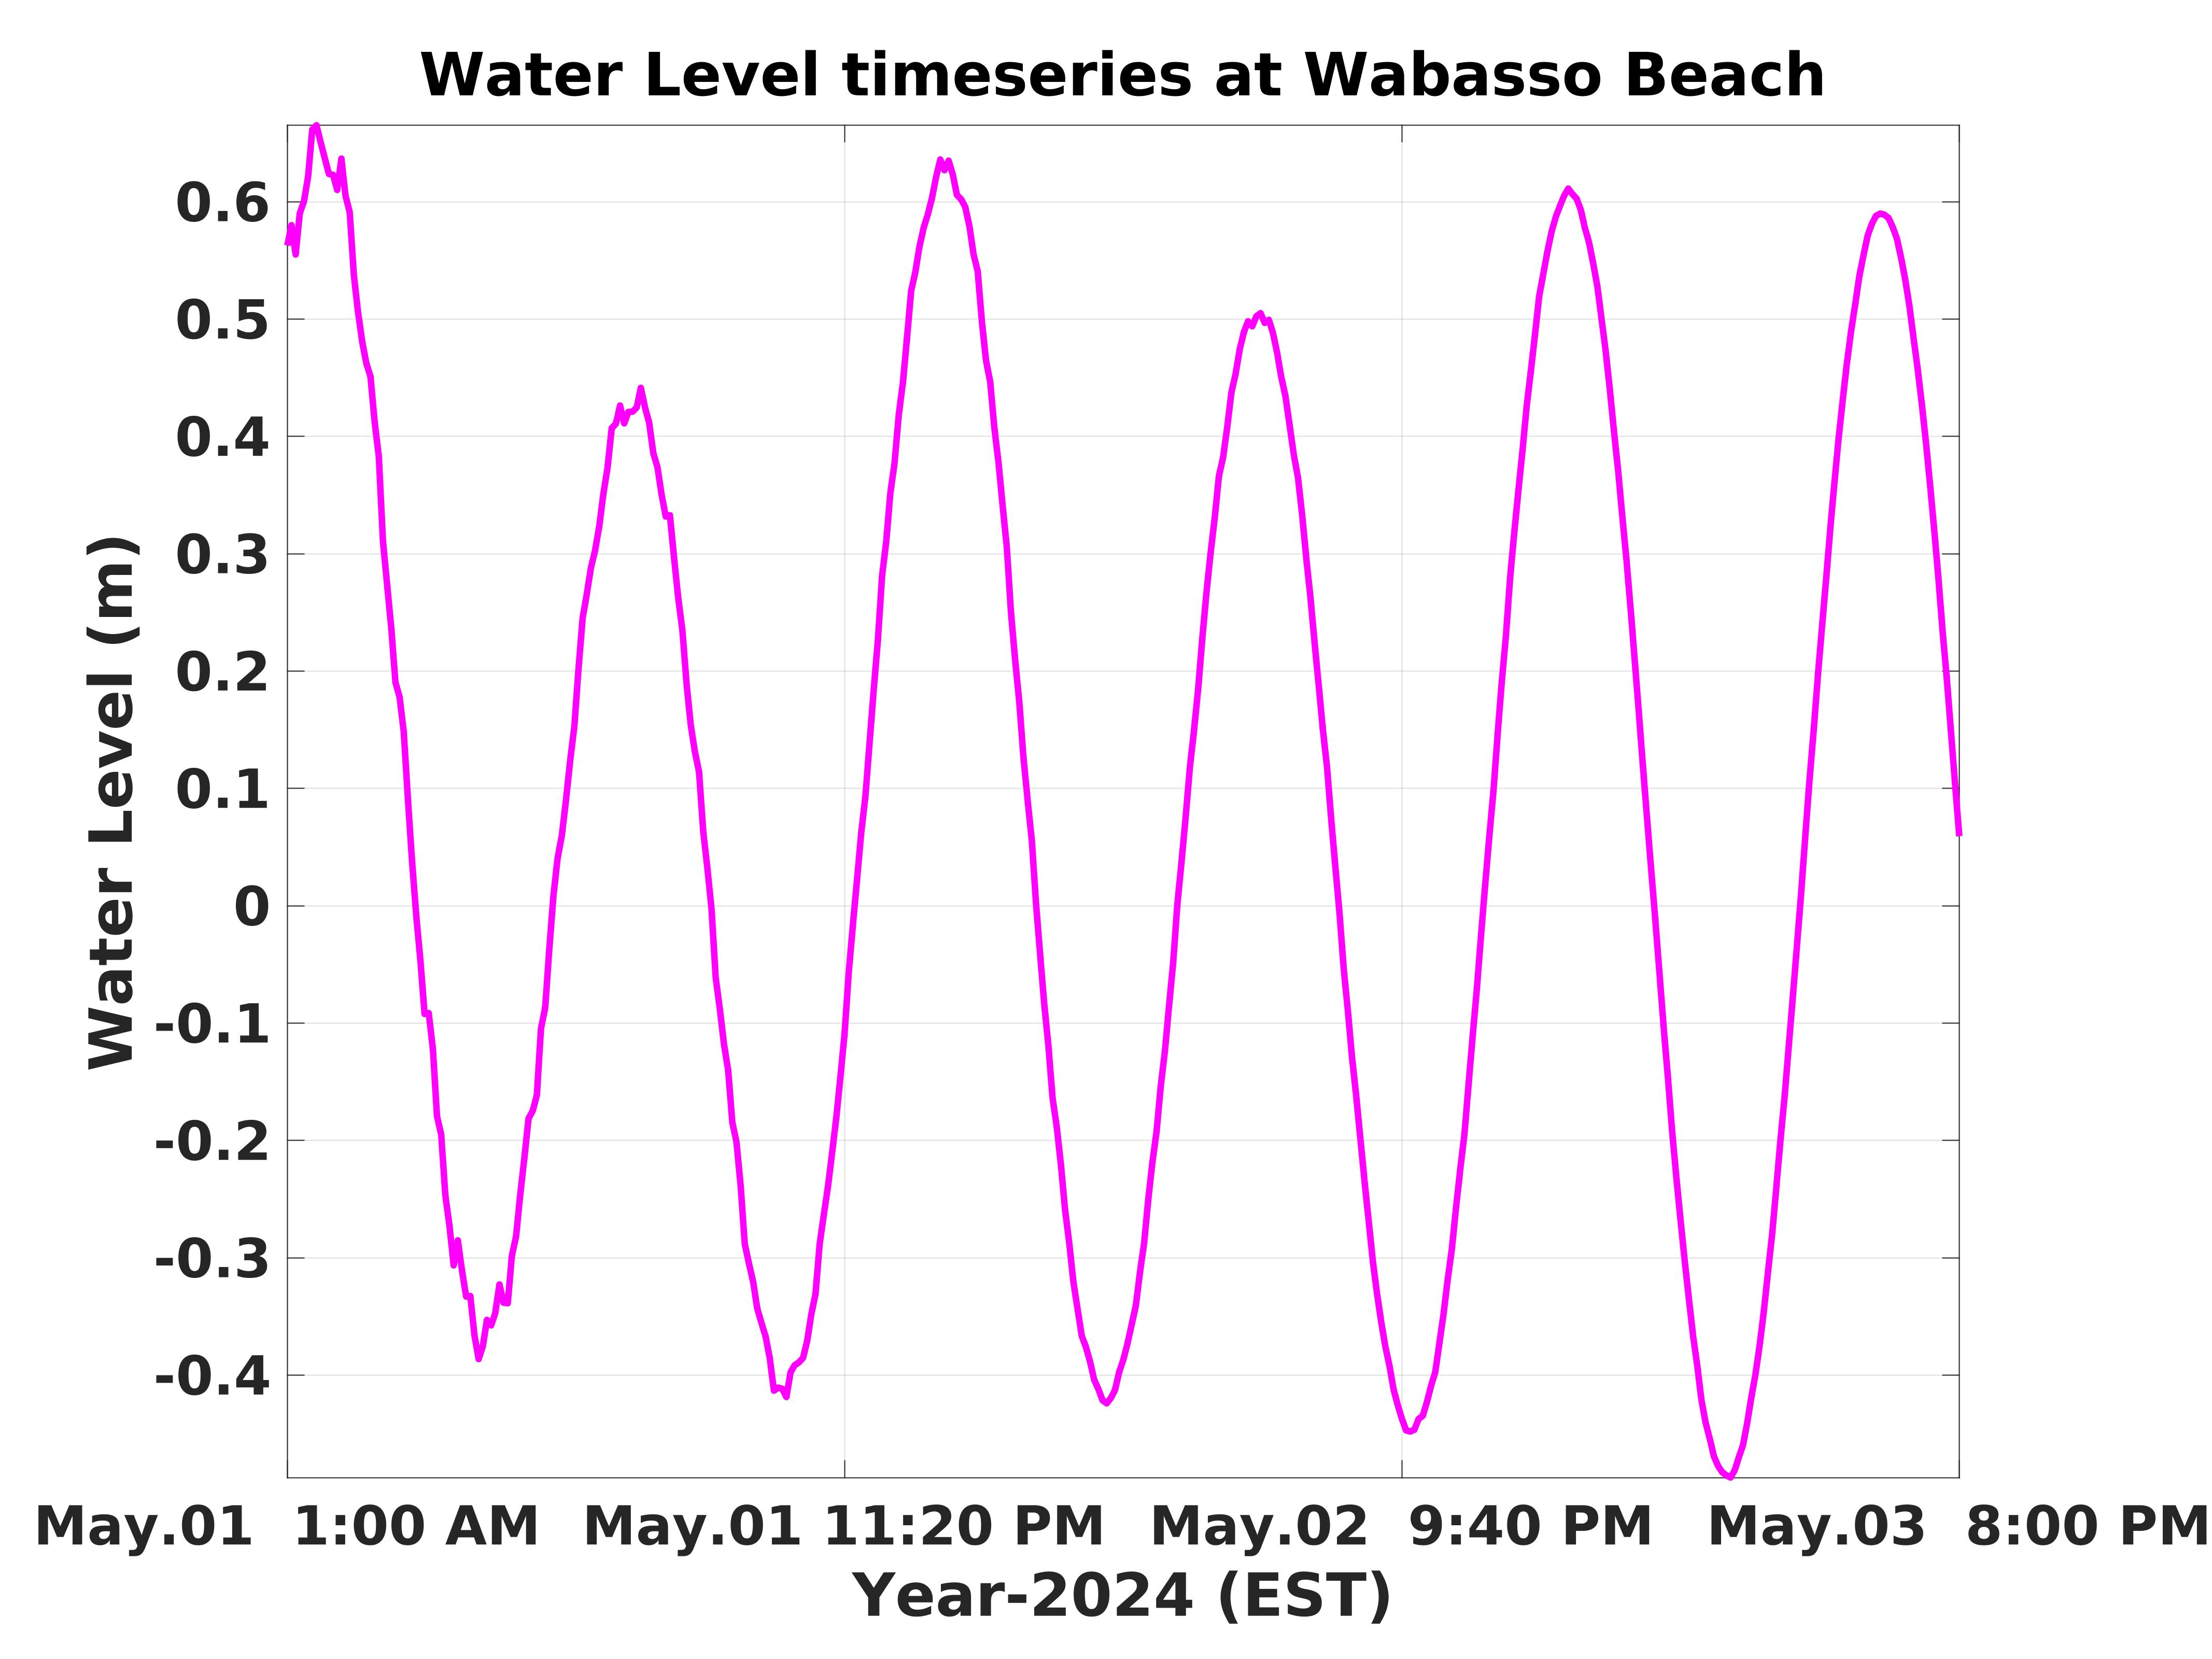 Water Level timeseries at Wabasso Beach
Water Level (m)
0.6
0.5
0.4
0.3
0.2
0.1
0
-0.1
-0.2
-0.3
-0.4
May.01 1:00 AM May.01 11:20 PM May.02 9:40 PM May.03 8:00 PM
Year-2024 (EST)